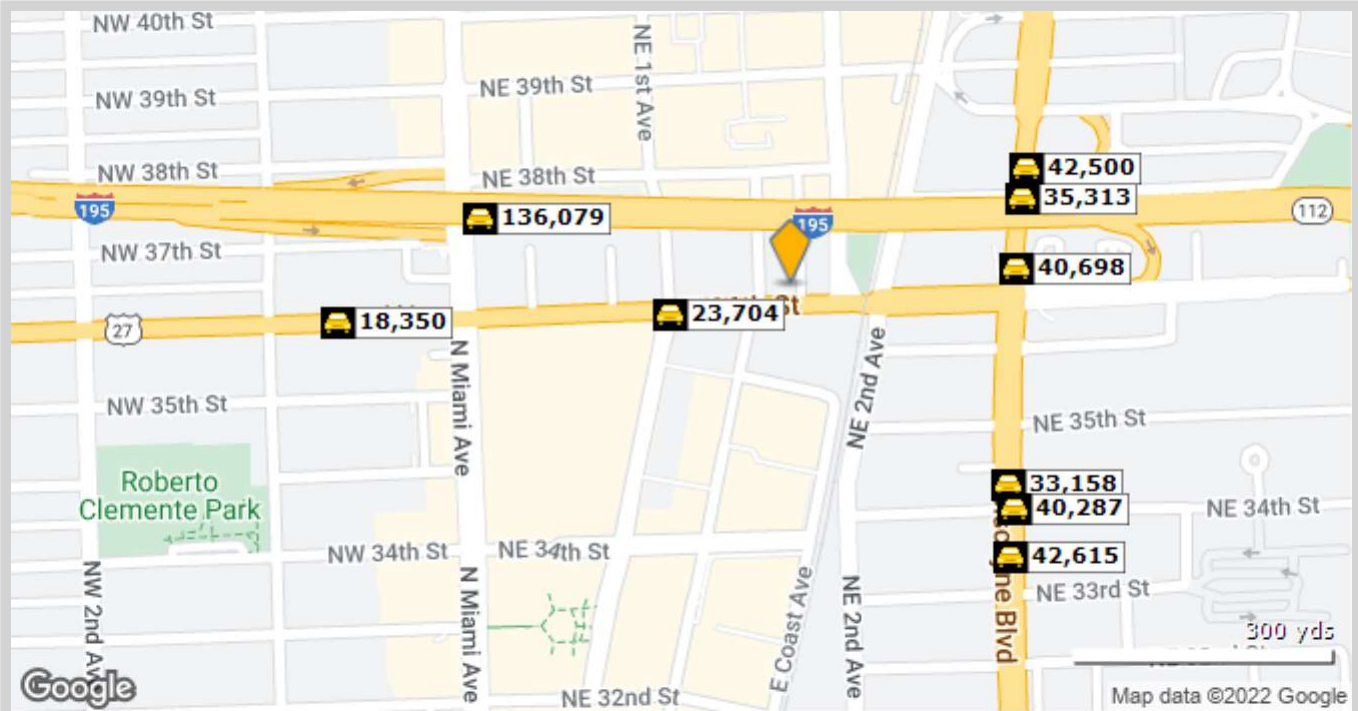 NW 40th St
NE 1st Ave
NE 39th St
NW 39th St
NW 38th St
NE 38th St
42,500
35,313
195
136,079
195
112
NW 37th St
40,698
18,350
23,704
St
27
N Miami Ave
NE 2nd Ave
NW 35th St
NE 35th St
Roberto
Clemente Park
33,158
40,287
NE 34th St
NW 34th St
NE 34th St
42,615
NW 2nd Av
N Miami Ave
E Coast Ave
NE 2nd Ave
ne Blvd
NE 33rd St
300 yds
NE 32nd St
Google
Map data ©2022 Google